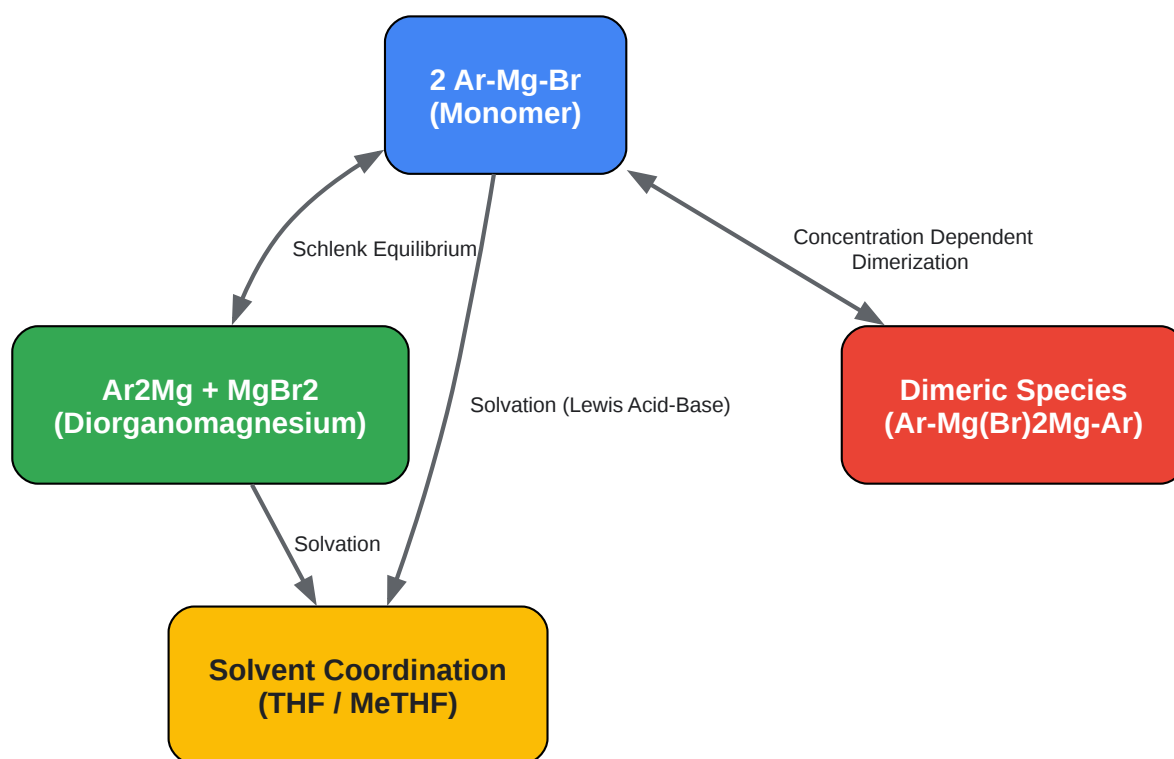 2 Ar-Mg-Br
(Monomer)
Schlenk Equilibrium
Concentration Dependent
Dimerization
Ar2Mg + MgBr2
(Diorganomagnesium)
Solvation (Lewis Acid-Base)
Dimeric Species
(Ar-Mg(Br)2Mg-Ar)
Solvation
Solvent Coordination
(THF / MeTHF)